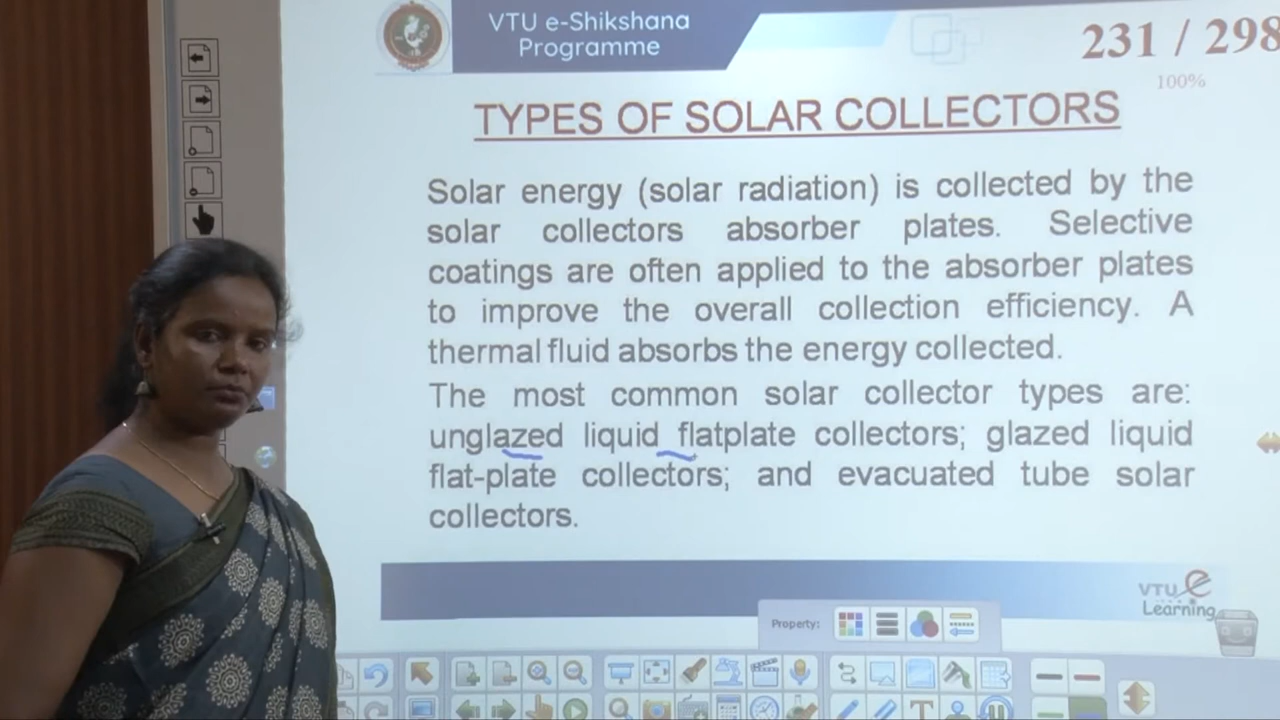 VTU e-Shikshana
Programme
231 / 298
100%
TYPES OF SOLAR COLLECTORS
Solar energy (solar radiation) is collected by the
solar collectors absorber plates. Selective
coatings are often applied to the absorber plates
to improve the overall collection efficiency. A
thermal fluid absorbs the energy collected.
The most common solar collector types are:
unglazed liquid flatplate collectors; glazed liquid
flat-plate collectors; and evacuated tube solar
collectors.
VTU e
Learning
Property: